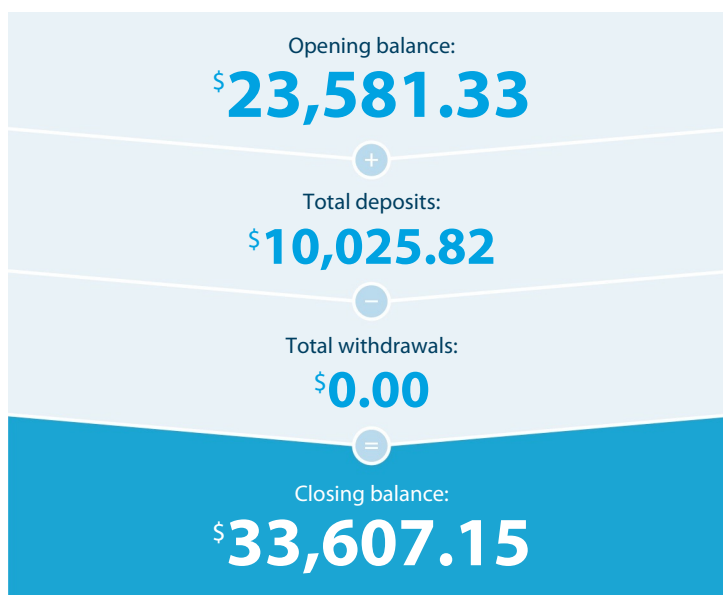 Opening balance:
$23,581.33
+
Total deposits:
$10,025.82
−
Total withdrawals:
$0.00
=
Closing balance:
$33,607.15